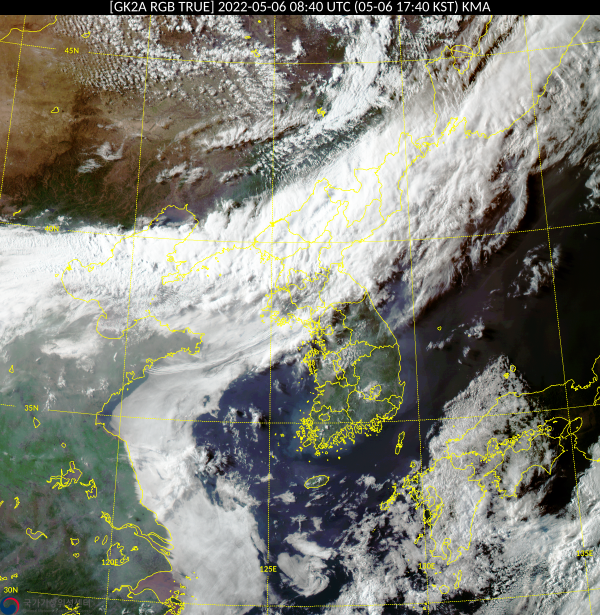 [GK2A RGB TRUE] 2022-05-06 08:40 UTC (05-06 17:40 KST) KMA
45N
40N
35N
120E
125E
130E
135E
30N